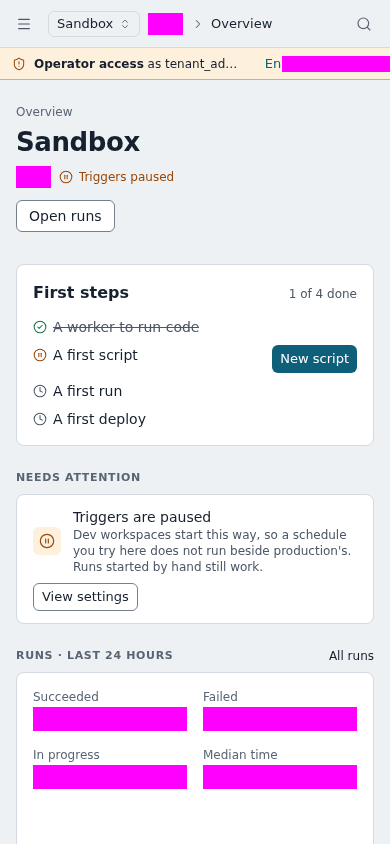 Sandbox
Overview
Operator access as tenant_ad…
En
Overview
Sandbox
Triggers paused
Open runs
First steps
1 of 4 done
A worker to run code
A first script
New script
A first run
A first deploy
NEEDS ATTENTION
Triggers are paused
Dev workspaces start this way, so a schedule
you try here does not run beside production's.
Runs started by hand still work.
View settings
RUNS · LAST 24 HOURS
All runs
Succeeded
Failed
In progress
Median time